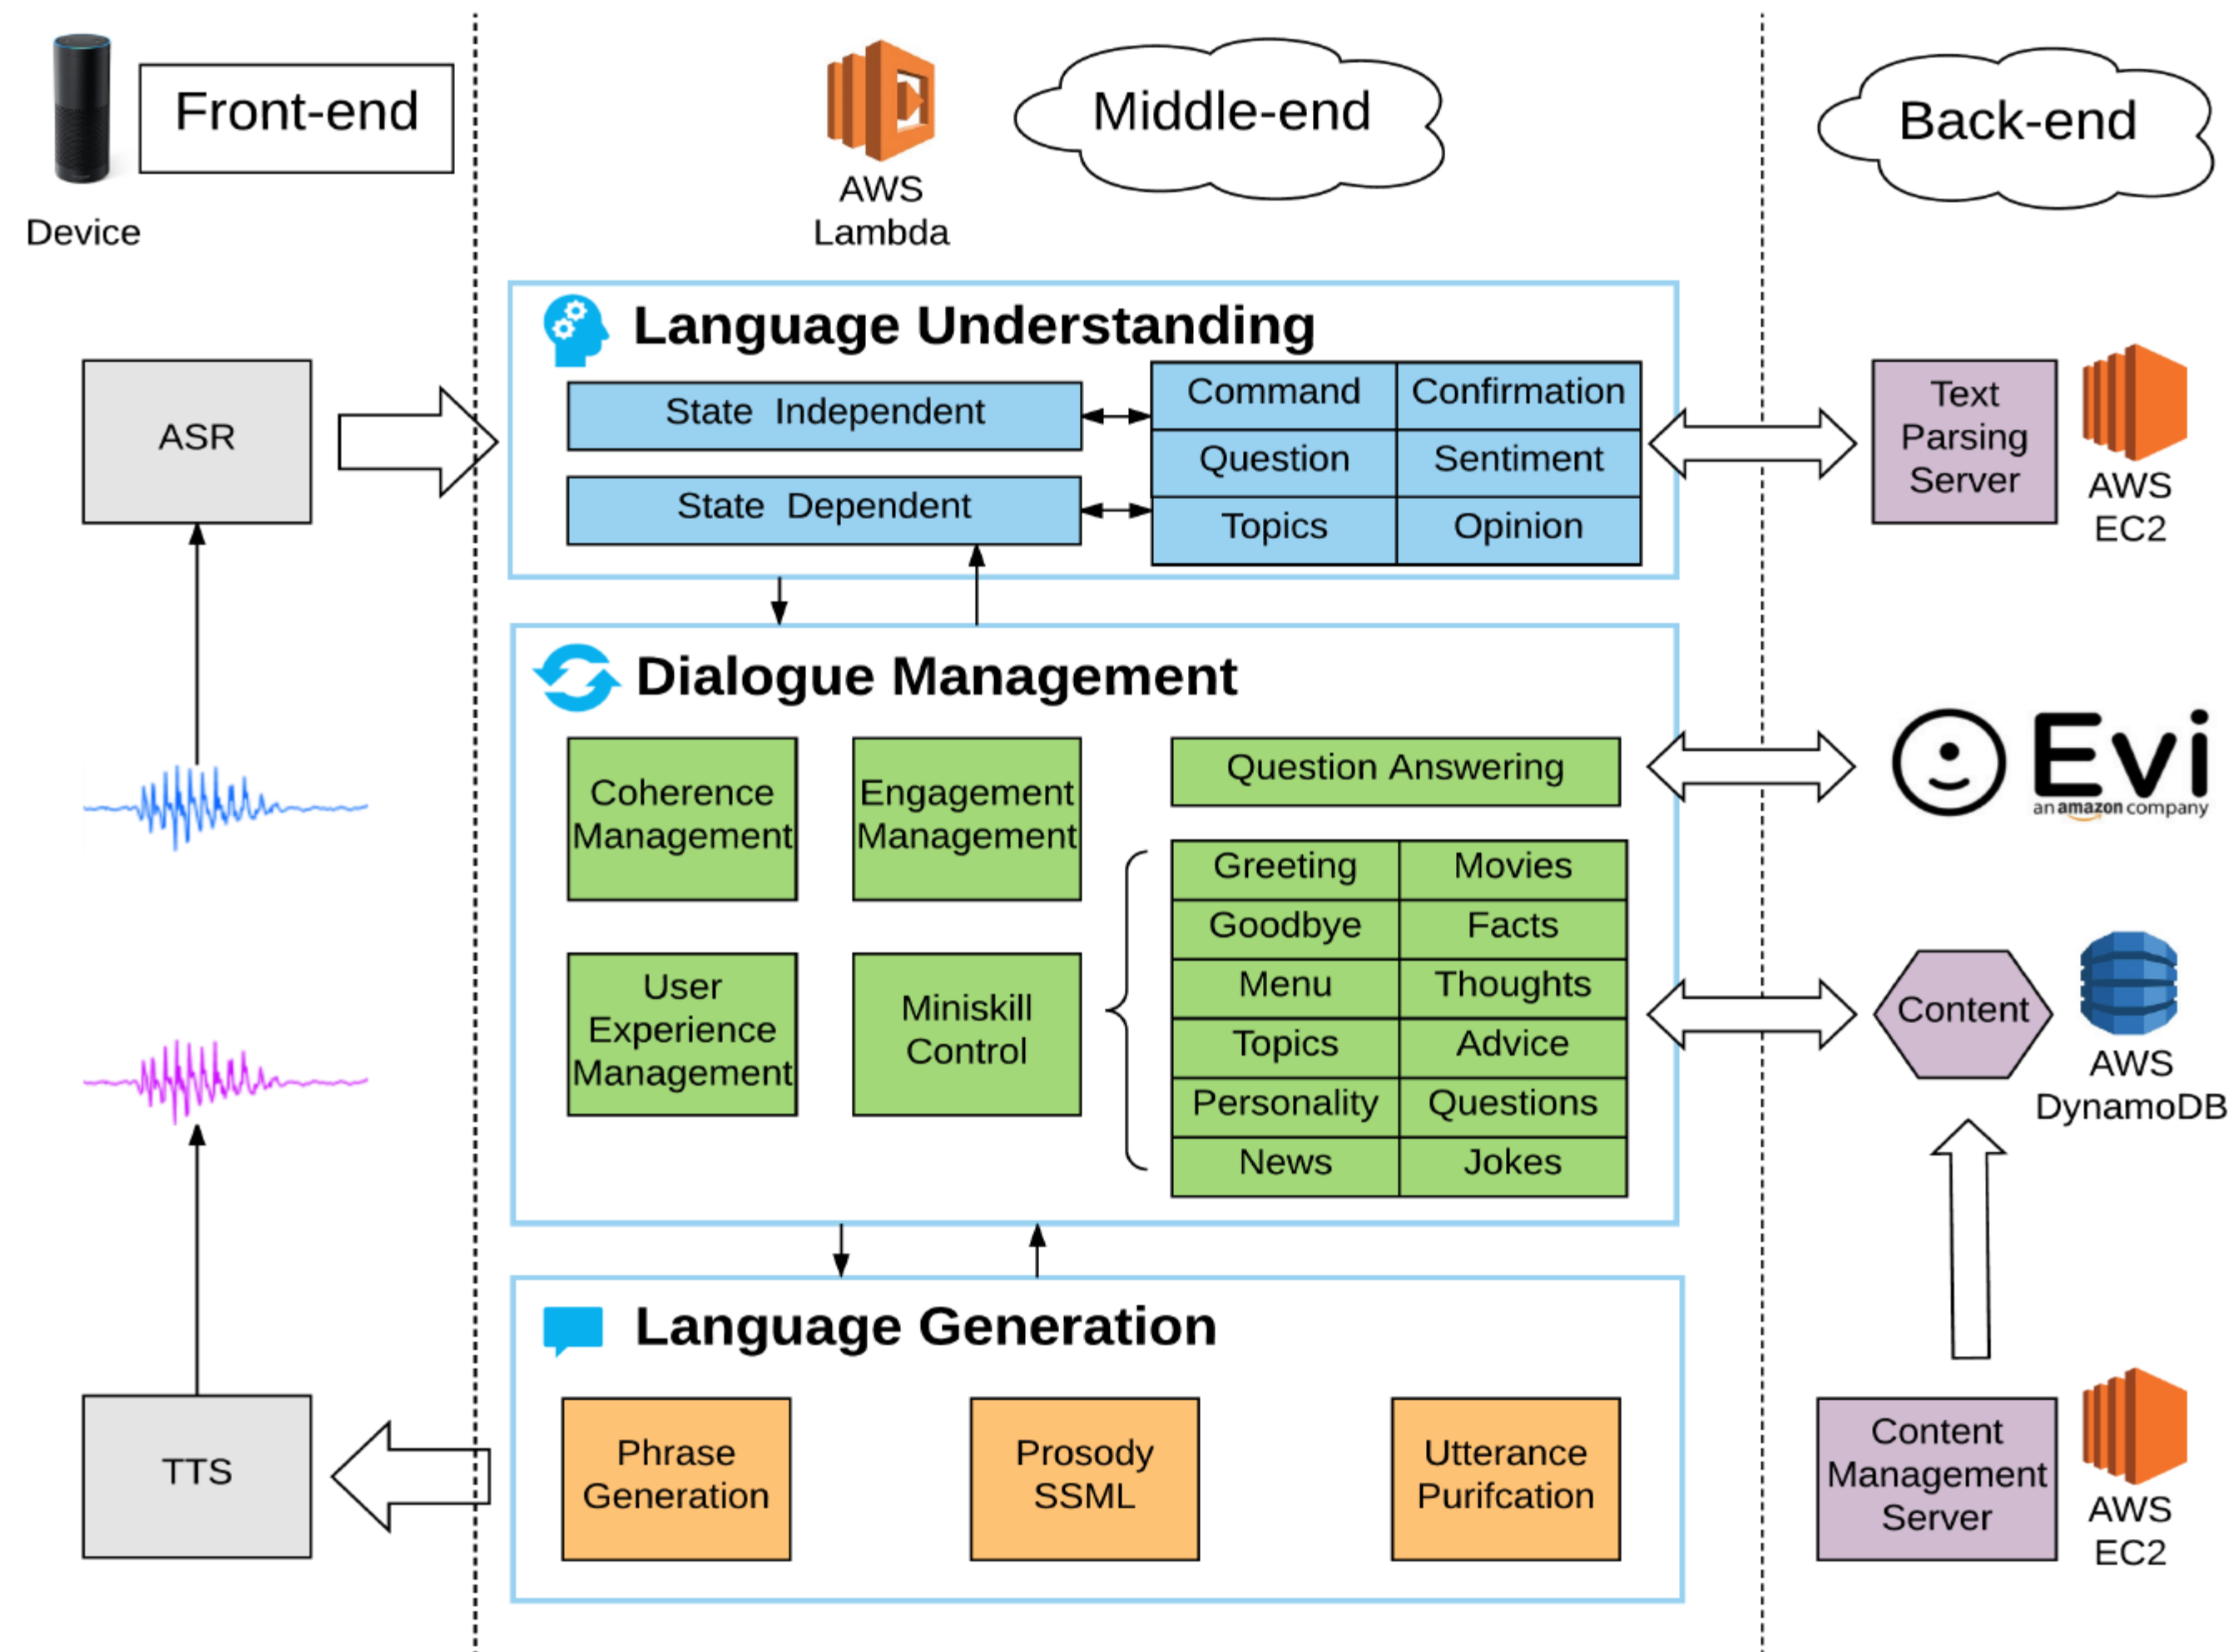 Front-end
Device
AWS
Lambda
Middle-end
Back-end
Language Understanding
State Independent
State Dependent
Command
Confirmation
Question
Sentiment
Topics
Opinion
ASR
Text
Parsing
Server
AWS
EC2
Dialogue Management
Coherence
Management
Engagement
Management
Question Answering
User
Experience
Management
Miniskill
Control
Greeting
Movies
Goodbye
Facts
Menu
Thoughts
Topics
Advice
Personality
Questions
News
Jokes
Evi
an amazon company
Content
AWS
DynamoDB
Language Generation
Phrase
Generation
Prosody
SSML
Utterance
Purifcation
TTS
Content
Management
Server
AWS
EC2